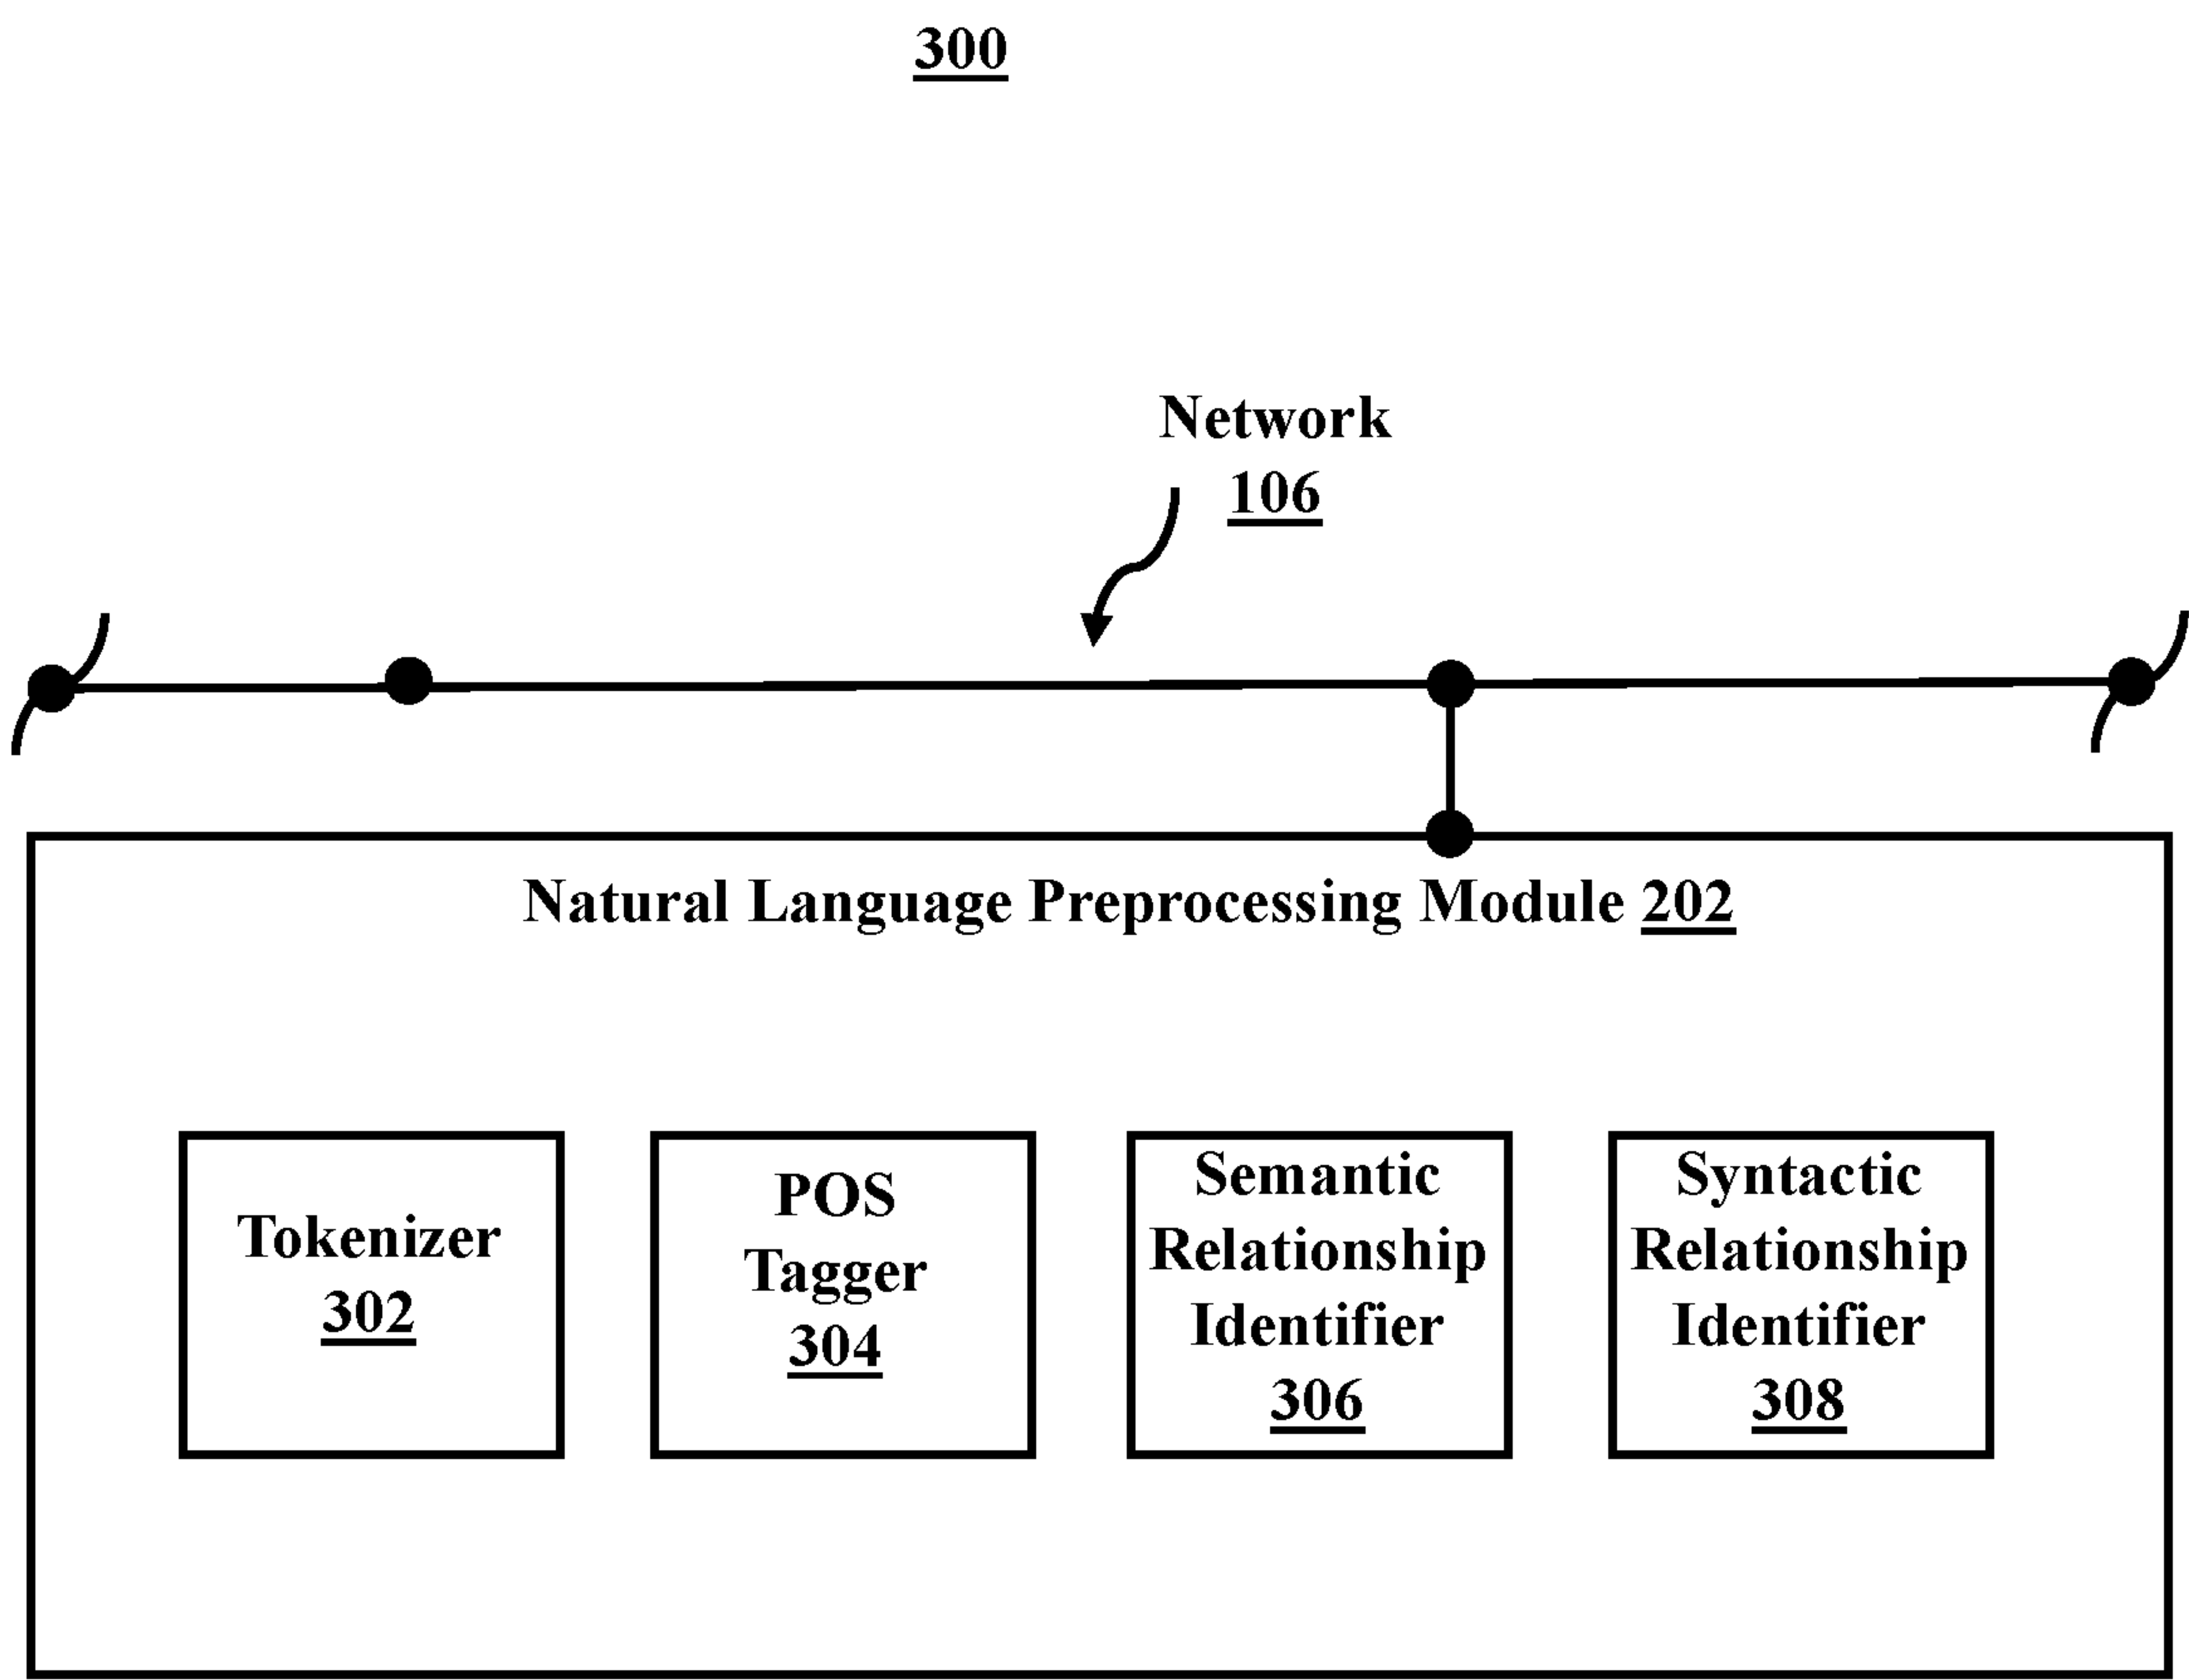 300
Network
106
Natural Language Preprocessing Module 202
Tokenizer
302
POS
Tagger
304
Semantic
Relationship
Identifier
306
Syntactic
Relationship
Identifier
308